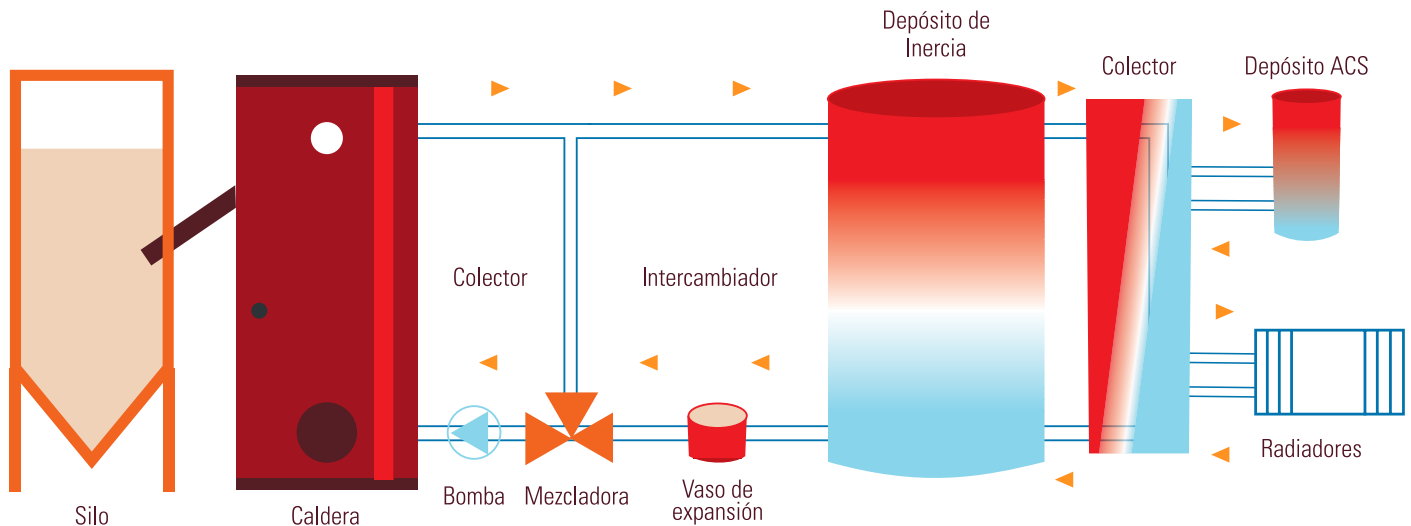 Depósito de
Inercia
Colector
Depósito ACS
Colector
Intercambiador
Radiadores
Silo
Caldera
Bomba
Mezcladora
Vaso de
expansión